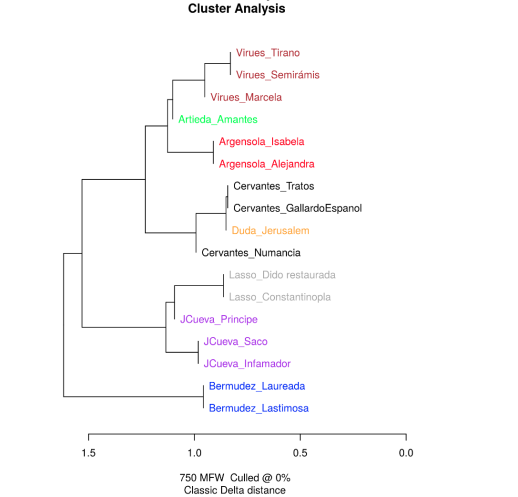 Cluster Analysis
Virues_Tirano
Virues_Semirámis
Virues_Marcela
Artieda_Amantes
Argensola_Isabela
Argensola_Alejandra
Cervantes_Tratos
Cervantes_GallardoEspanol
Duda_Jerusalem
Cervantes_Numancia
Lasso_Dido restaurada
Lasso_Constantinopla
JCueva_Principe
JCueva_Saco
JCueva_Infamador
Bermudez_Laureada
Bermudez_Lastimosa
1.5 1.0 0.5 0.0
750 MFW Culled @ 0%
Classic Delta distance